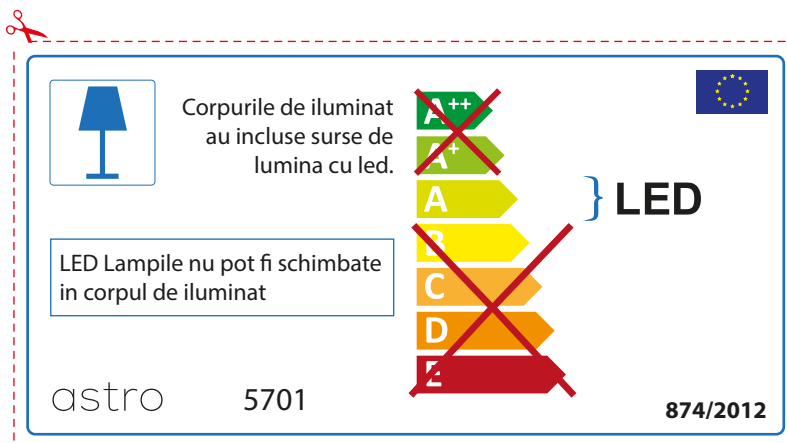 Corpurile de iluminat
au incluse surse de
lumina cu led.
A++
A+
A
B
C
D
E
LED
LED Lampile nu pot fi schimbate
in corpul de iluminat
astro
5701
874/2012